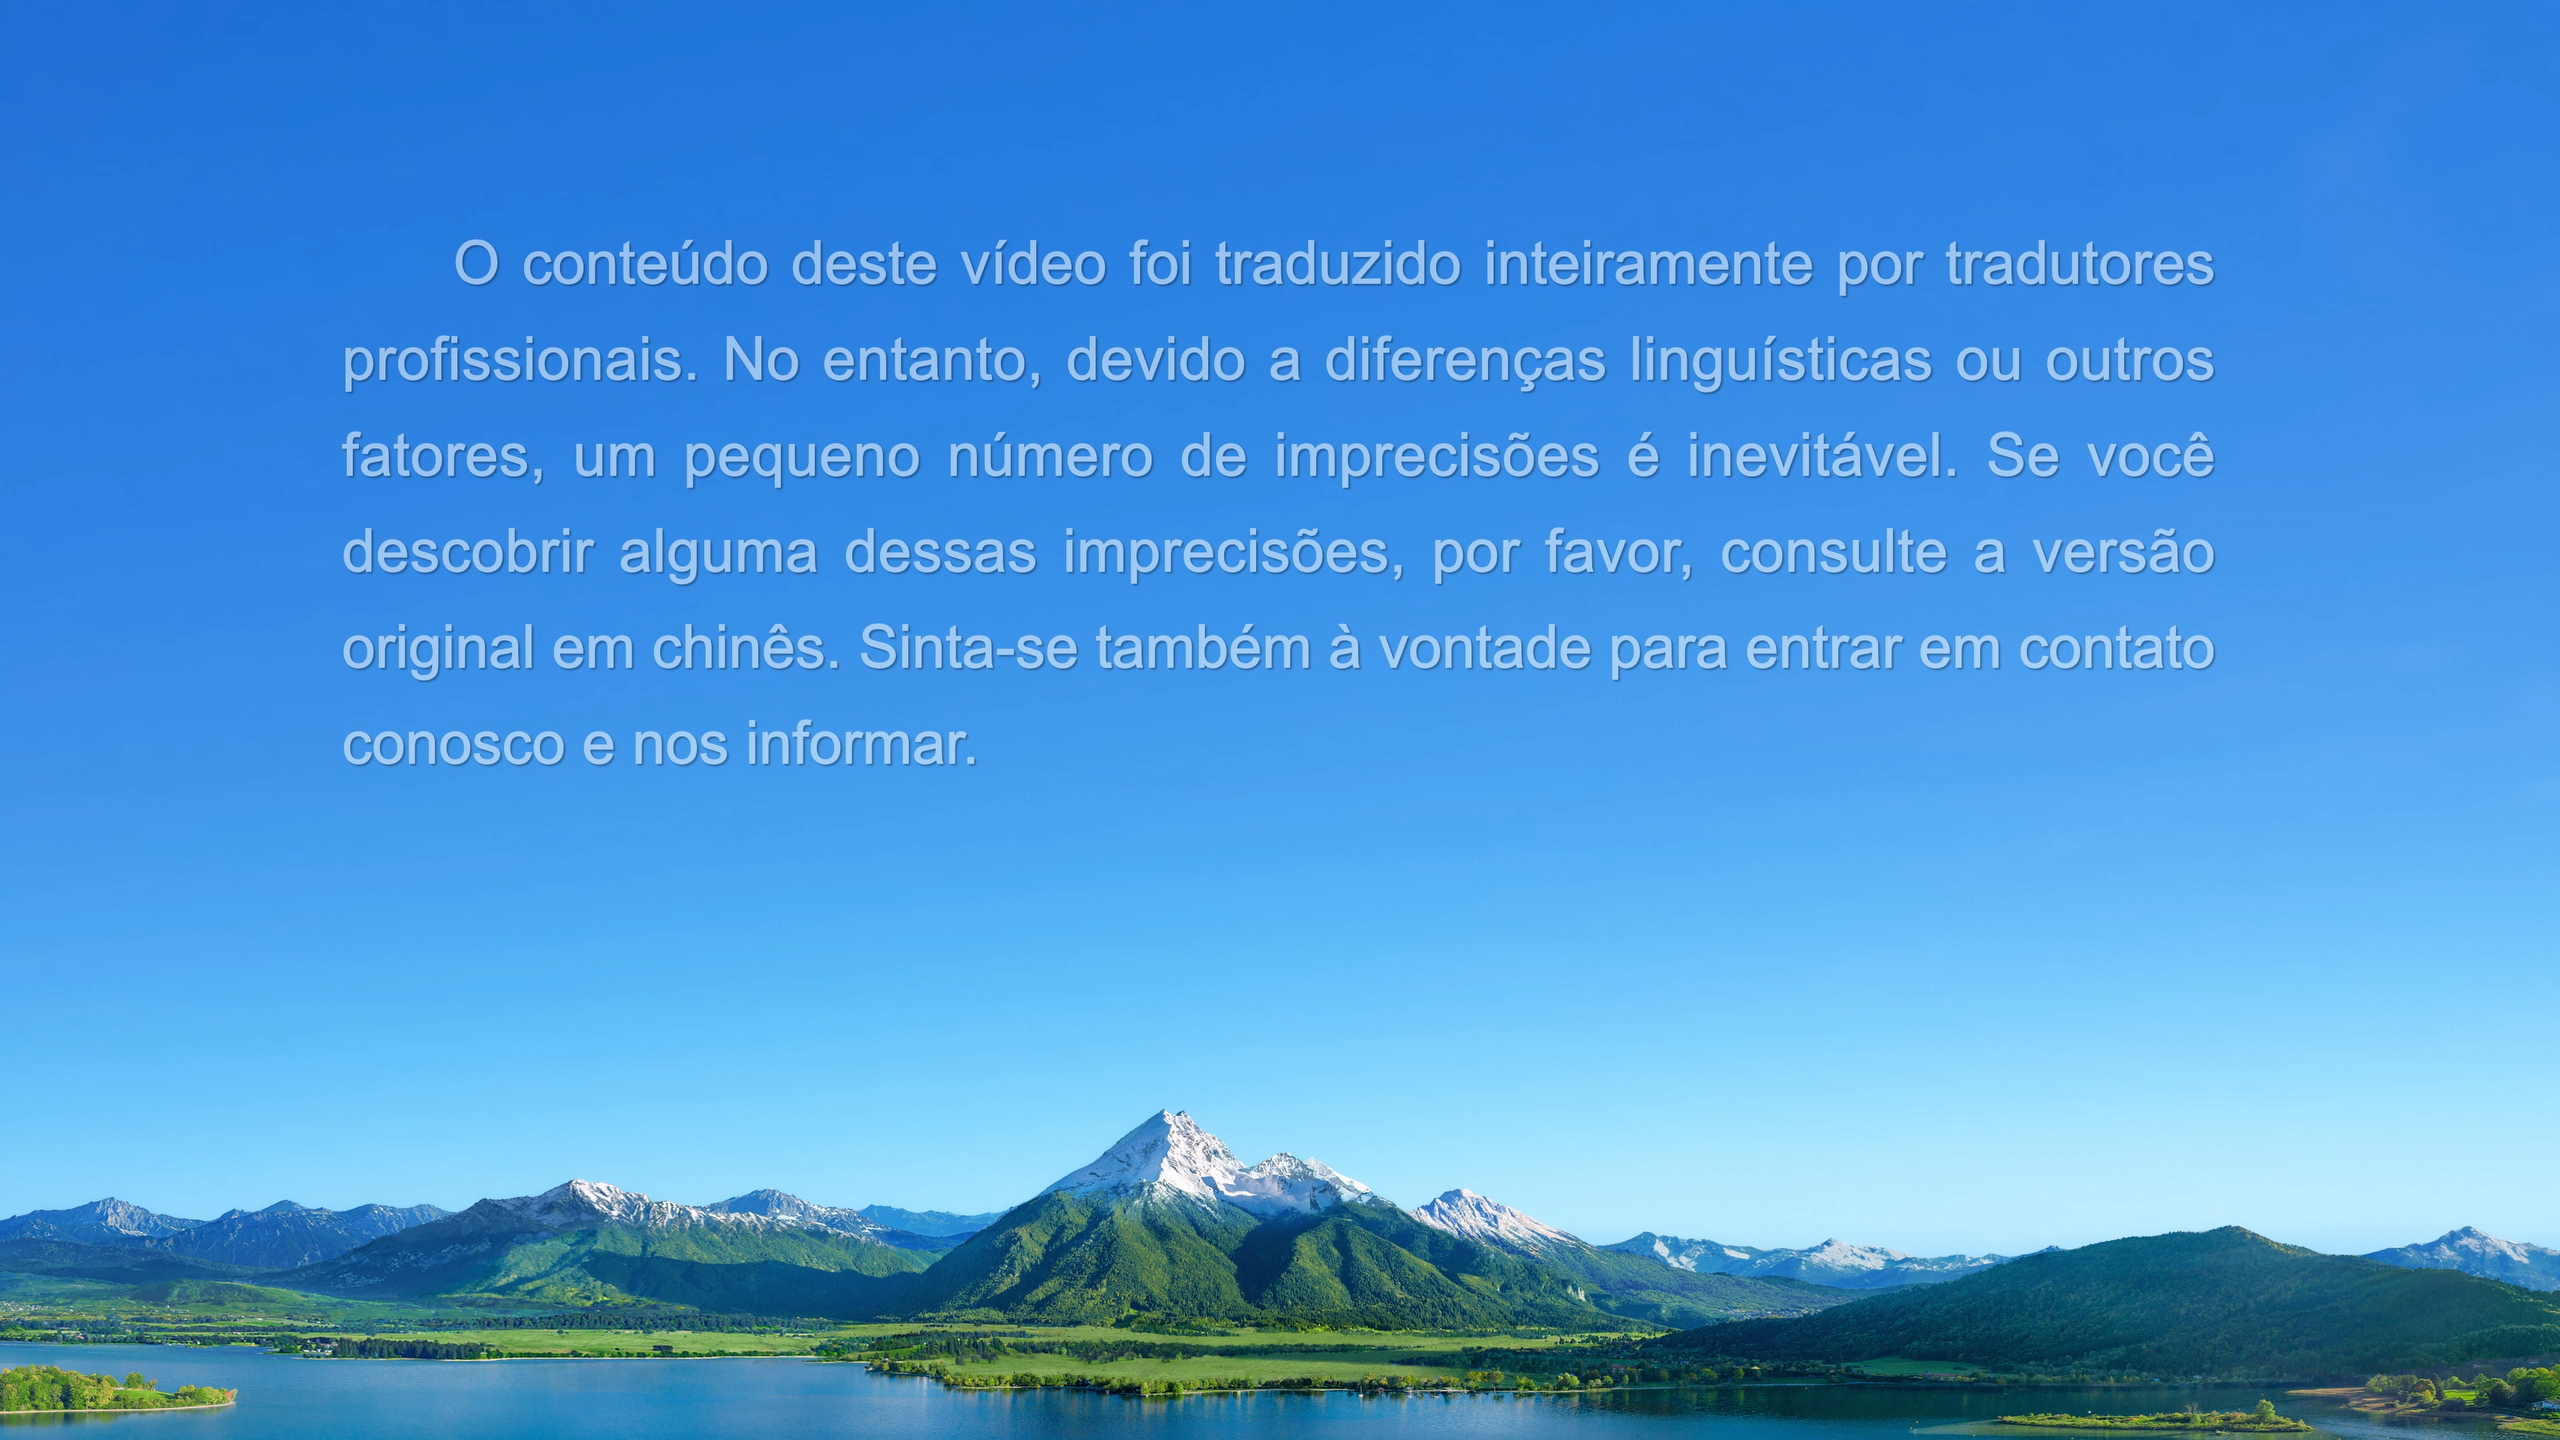 O conteúdo deste vídeo foi traduzido inteiramente por tradutores
profissionais. No entanto, devido a diferenças linguísticas ou outros
fatores, um pequeno número de imprecisões é inevitável. Se você
descobrir alguma dessas imprecisões, por favor, consulte a versão
original em chinês. Sinta-se também à vontade para entrar em contato
conosco e nos informar.